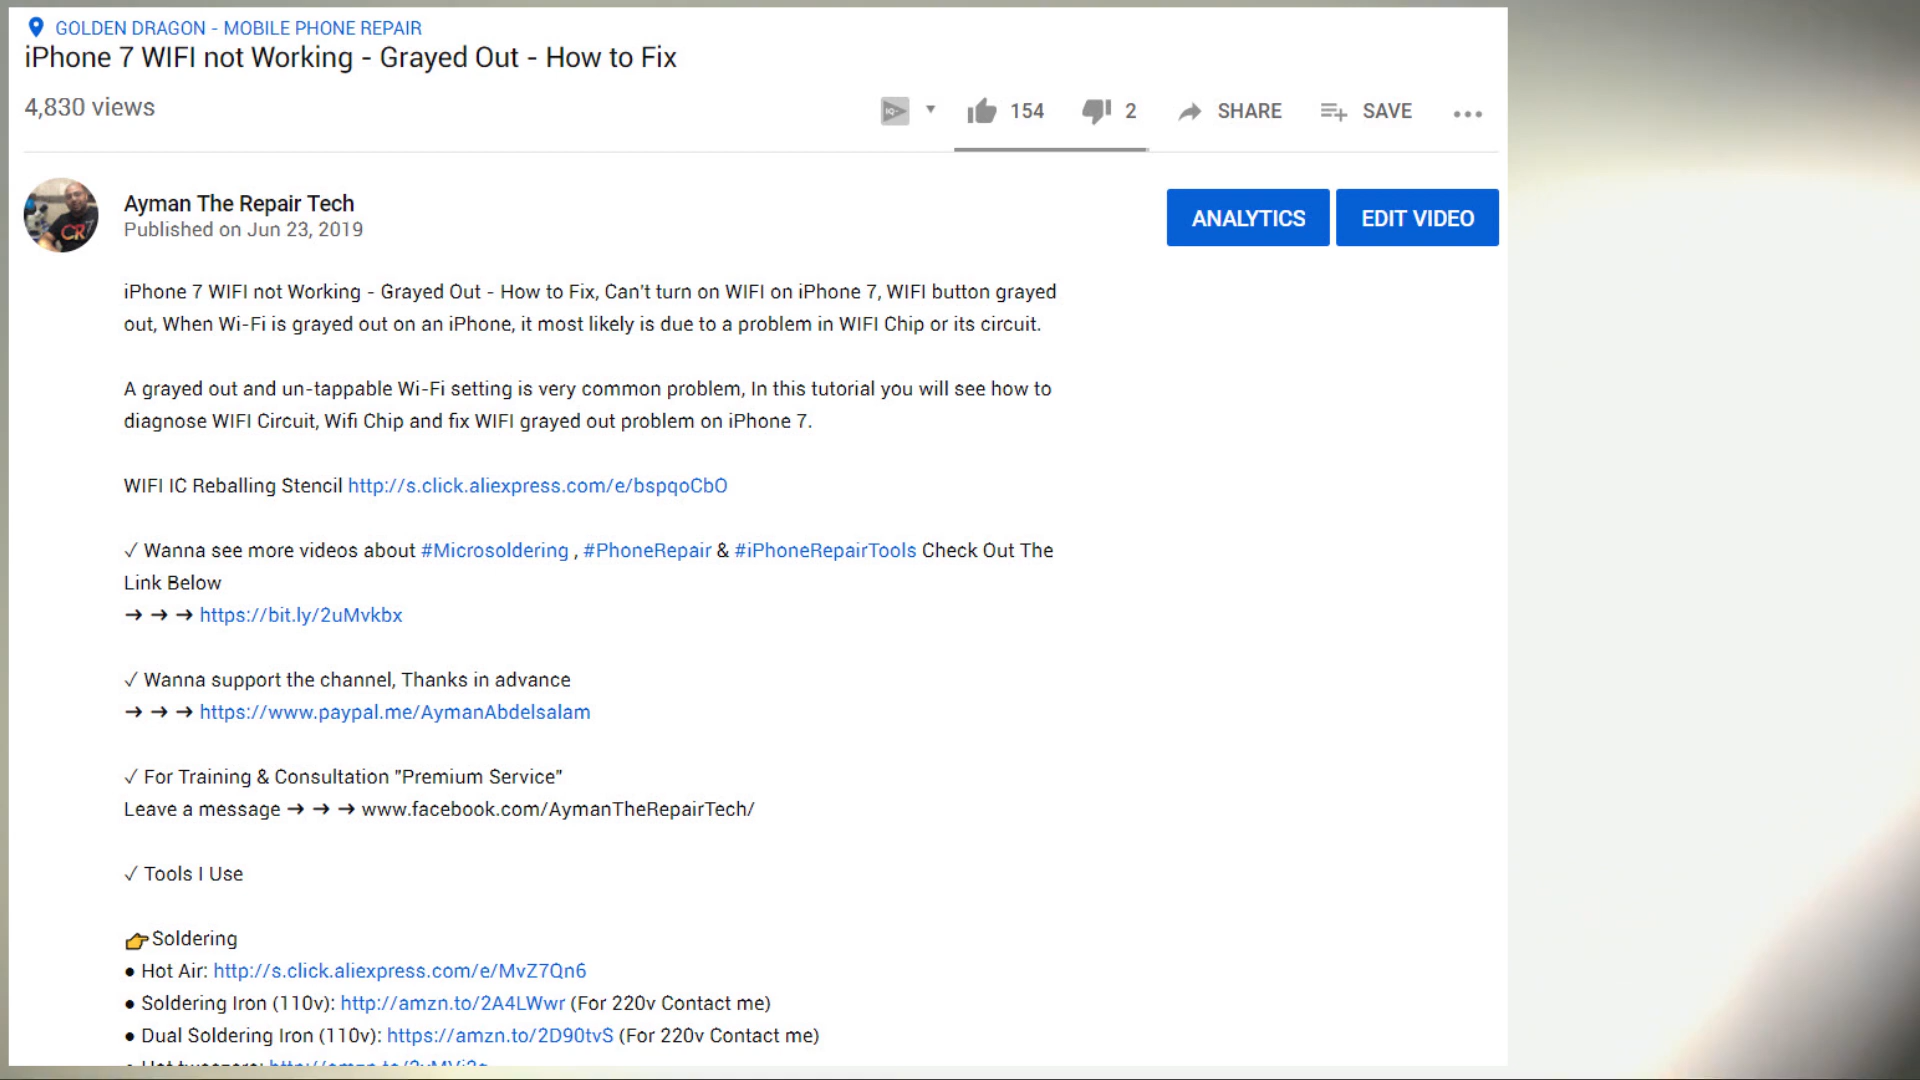 GOLDEN DRAGON - MOBILE PHONE REPAIR
iPhone 7 WIFI not Working - Grayed Out - How to Fix
4,830 views
154
2
SHARE
SAVE
Ayman The Repair Tech
Published on Jun 23, 2019
ANALYTICS
EDIT VIDEO
iPhone 7 WIFI not Working - Grayed Out - How to Fix, Can't turn on WIFI on iPhone 7, WIFI button grayed
out, When Wi-Fi is grayed out on an iPhone, it most likely is due to a problem in WIFI Chip or its circuit.
A grayed out and un-tappable Wi-Fi setting is very common problem, In this tutorial you will see how to
diagnose WIFI Circuit, Wifi Chip and fix WIFI grayed out problem on iPhone 7.
WIFI IC Reballing Stencil http://s.click.aliexpress.com/e/bspqoCbO
✓ Wanna see more videos about #Microsoldering , #PhoneRepair & #iPhoneRepairTools Check Out The
Link Below
➔ ➔ ➔ https://bit.ly/2uMvkbx
✓ Wanna support the channel, Thanks in advance
➔ ➔ ➔ https://www.paypal.me/AymanAbdelsalam
✓ For Training & Consultation "Premium Service"
Leave a message ➔ ➔ ➔ www.facebook.com/AymanTheRepairTech/
✓ Tools I Use
👉Soldering
● Hot Air: http://s.click.aliexpress.com/e/MvZ7Qn6
● Soldering Iron (110v): http://amzn.to/2A4LWwr (For 220v Contact me)
● Dual Soldering Iron (110v): https://amzn.to/2D90tvS (For 220v Contact me)